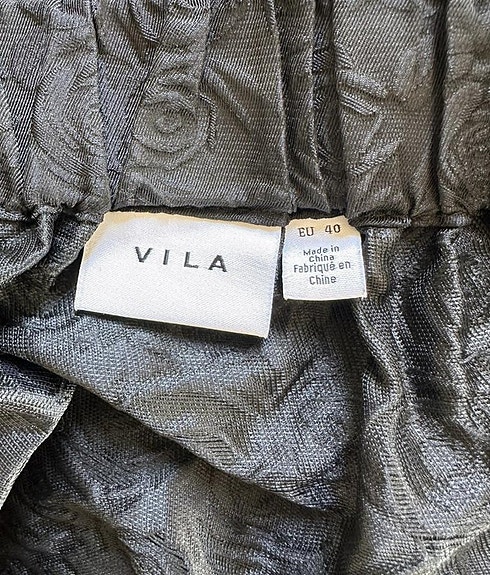 VILA
EU 40
Made in
China
Fabriqué en
Chine